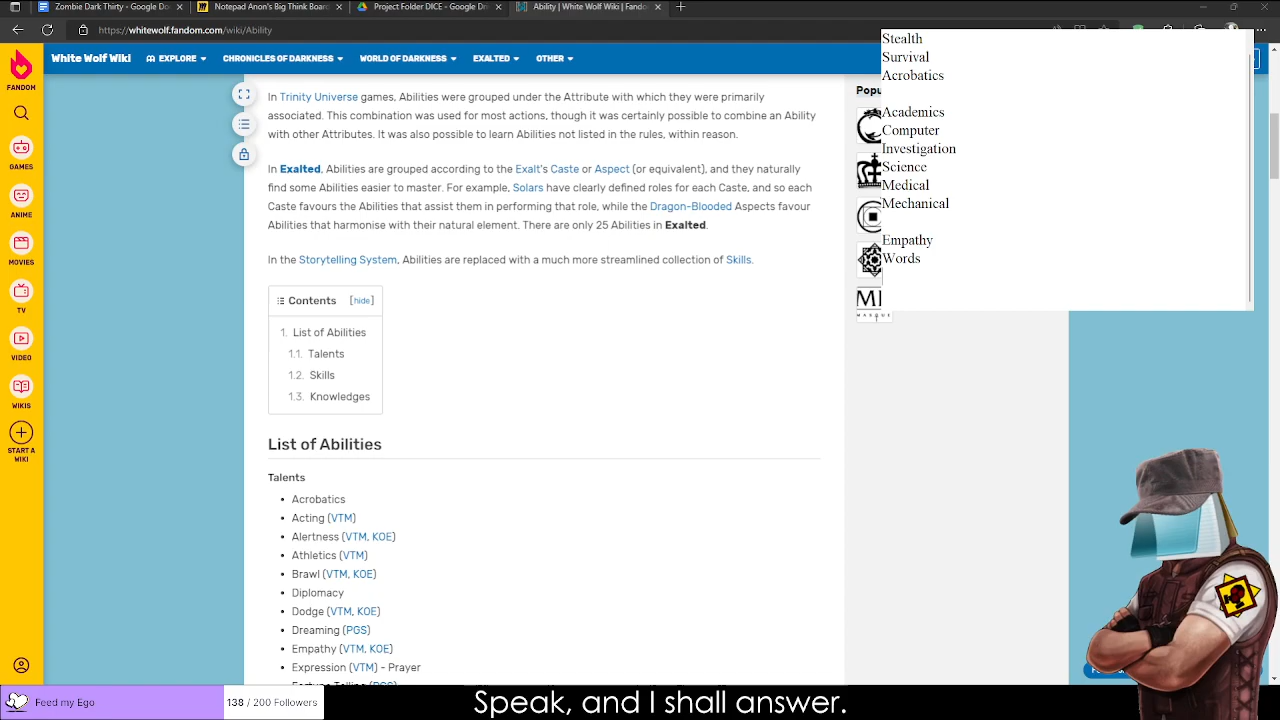 Zombie Dark Thirty - Google Doc
Notepad Anon's Big Think Boar
Project Folder DICE - Google Dri
Ability | White Wolf Wiki | Fandom
https://whitewolf.fandom.com/wiki/Ability
FANDOM
GAMES
ANIME
MOVIES
TV
VIDEO
WIKIS
START A
WIKI
White Wolf Wiki
EXPLORE
CHRONICLES OF DARKNESS
WORLD OF DARKNESS
EXALTED
OTHER
In Trinity Universe games, Abilities were grouped under the Attribute with which they were primarily
associated. This combination was used for most actions, though it was certainly possible to combine an Ability
with other Attributes. It was also possible to learn Abilities not listed in the rules, within reason.
In Exalted, Abilities are grouped according to the Exalt's Caste or Aspect (or equivalent), and they naturally
find some Abilities easier to master. For example, Solars have clearly defined roles for each Caste, and so each
Caste favours the Abilities that assist them in performing that role, while the Dragon-Blooded Aspects favour
Abilities that harmonise with their natural element. There are only 25 Abilities in Exalted.
In the Storytelling System, Abilities are replaced with a much more streamlined collection of Skills.
Contents [hide]
1. List of Abilities
1.1. Talents
1.2. Skills
1.3. Knowledges
List of Abilities
Talents
• Acrobatics
• Acting (VTM)
• Alertness (VTM, KOE)
• Athletics (VTM)
• Brawl (VTM, KOE)
• Diplomacy
• Dodge (VTM, KOE)
• Dreaming (PGS)
• Empathy (VTM, KOE)
• Expression (VTM) - Prayer
Popu
Stealth
Survival
Acrobatics
Academics
Computer
Investigation
Science
Medical
Mechanical
Empathy
Words
Feed my Ego
138 / 200 Followers
Speak, and I shall answer.